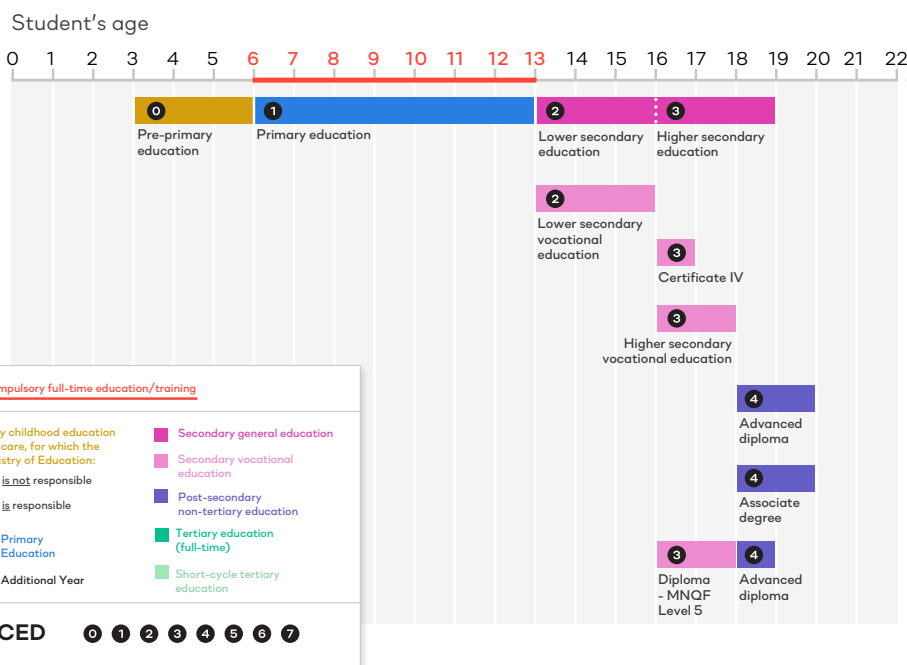 Student's age
0 1 2 3 4 5 6 7 8 9 10 11 12 13 14 15 16 17 18 19 20 21 22
0 1 2 3
Pre-primary
education
Primary education
Lower secondary
education
Higher secondary
education
2
Lower secondary
vocational
education
3
Certificate IV
3
Higher secondary
vocational education
4
Advanced
diploma
4
Associate
degree
3 4
Diploma
- MNQF
Level 5
Advanced
diploma
mpulsory full-time education/training
y childhood education
care, for which the
istry of Education:
is not responsible
is responsible
Primary
Education
Additional Year
Secondary general education
Secondary vocational
education
Post-secondary
non-tertiary education
Tertiary education
(full-time)
Short-cycle tertiary
education
CED 0 1 2 3 4 5 6 7